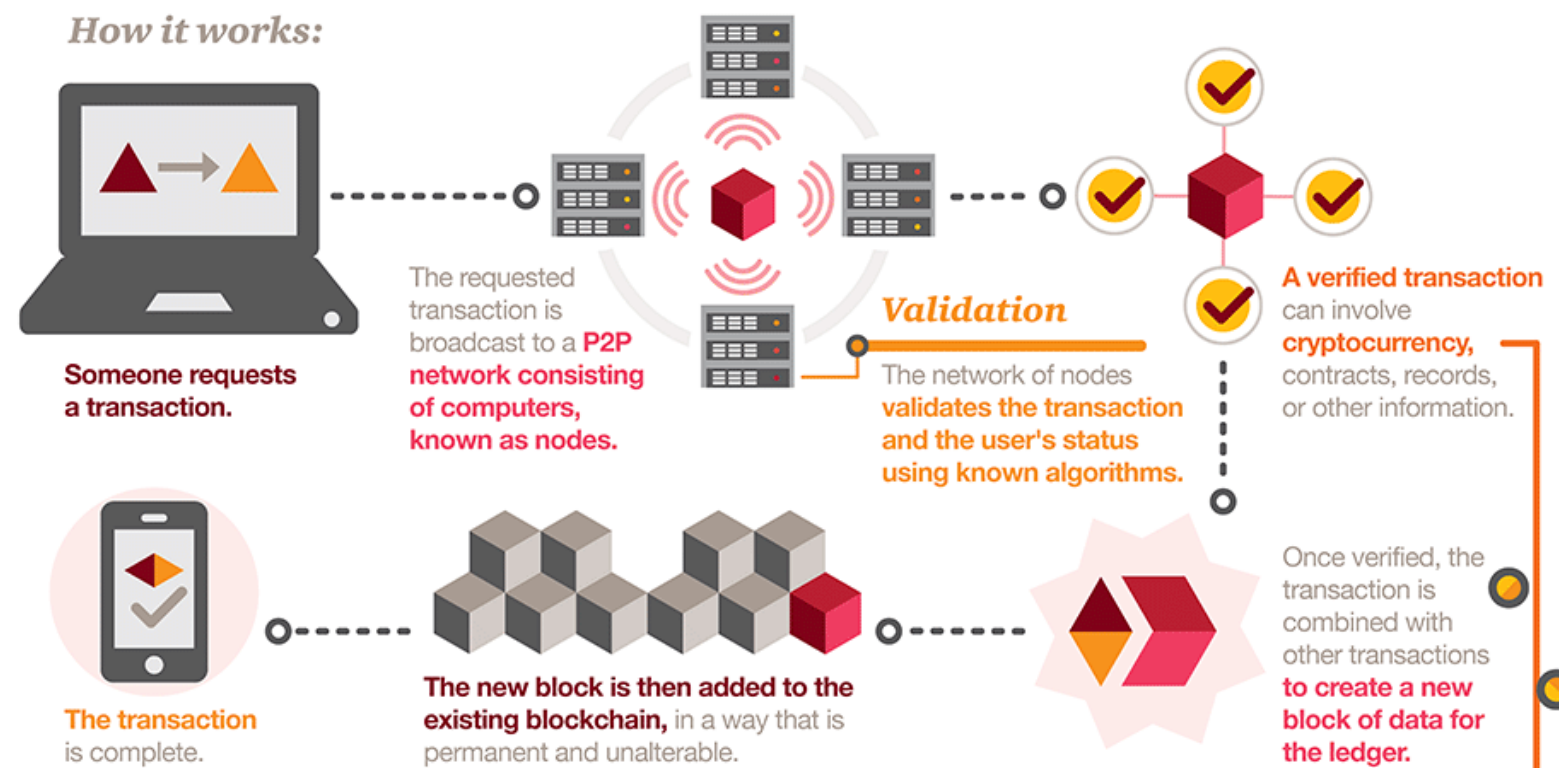 How it works:
Someone requests
a transaction.
The requested
transaction is
broadcast to a P2P
network consisting
of computers,
known as nodes.
Validation
The network of nodes
validates the transaction
and the user's status
using known algorithms.
A verified transaction
can involve
cryptocurrency,
contracts, records,
or other information.
Once verified, the
transaction is
combined with
other transactions
to create a new
block of data for
the ledger.
The new block is then added to the
existing blockchain, in a way that is
permanent and unalterable.
The transaction
is complete.